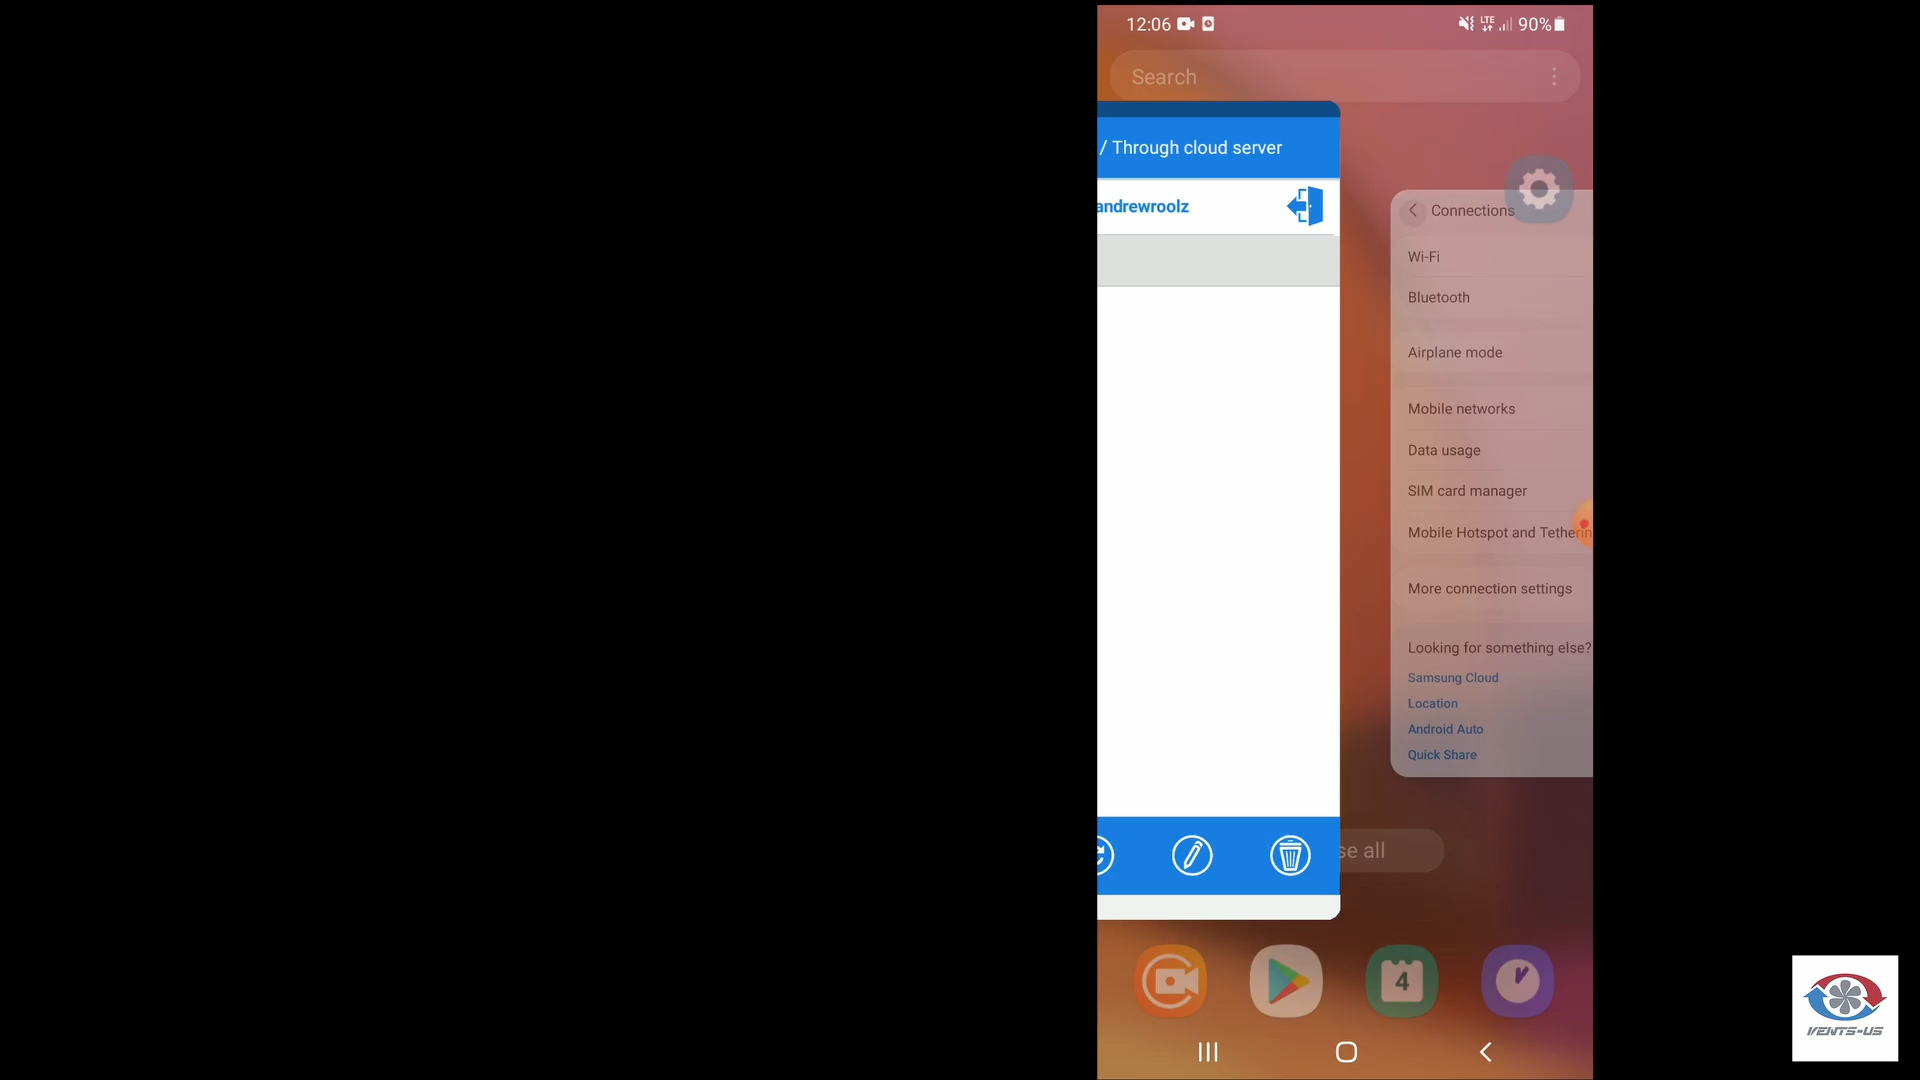 12:06
LTE 90%
Search
/ Through cloud server
andrewroolz
Connections
Wi-Fi
Bluetooth
Airplane mode
Mobile networks
Data usage
SIM card manager
Mobile Hotspot and Tetherin
More connection settings
Looking for something else?
Samsung Cloud
Location
Android Auto
Quick Share
se all
4
VENTS-US